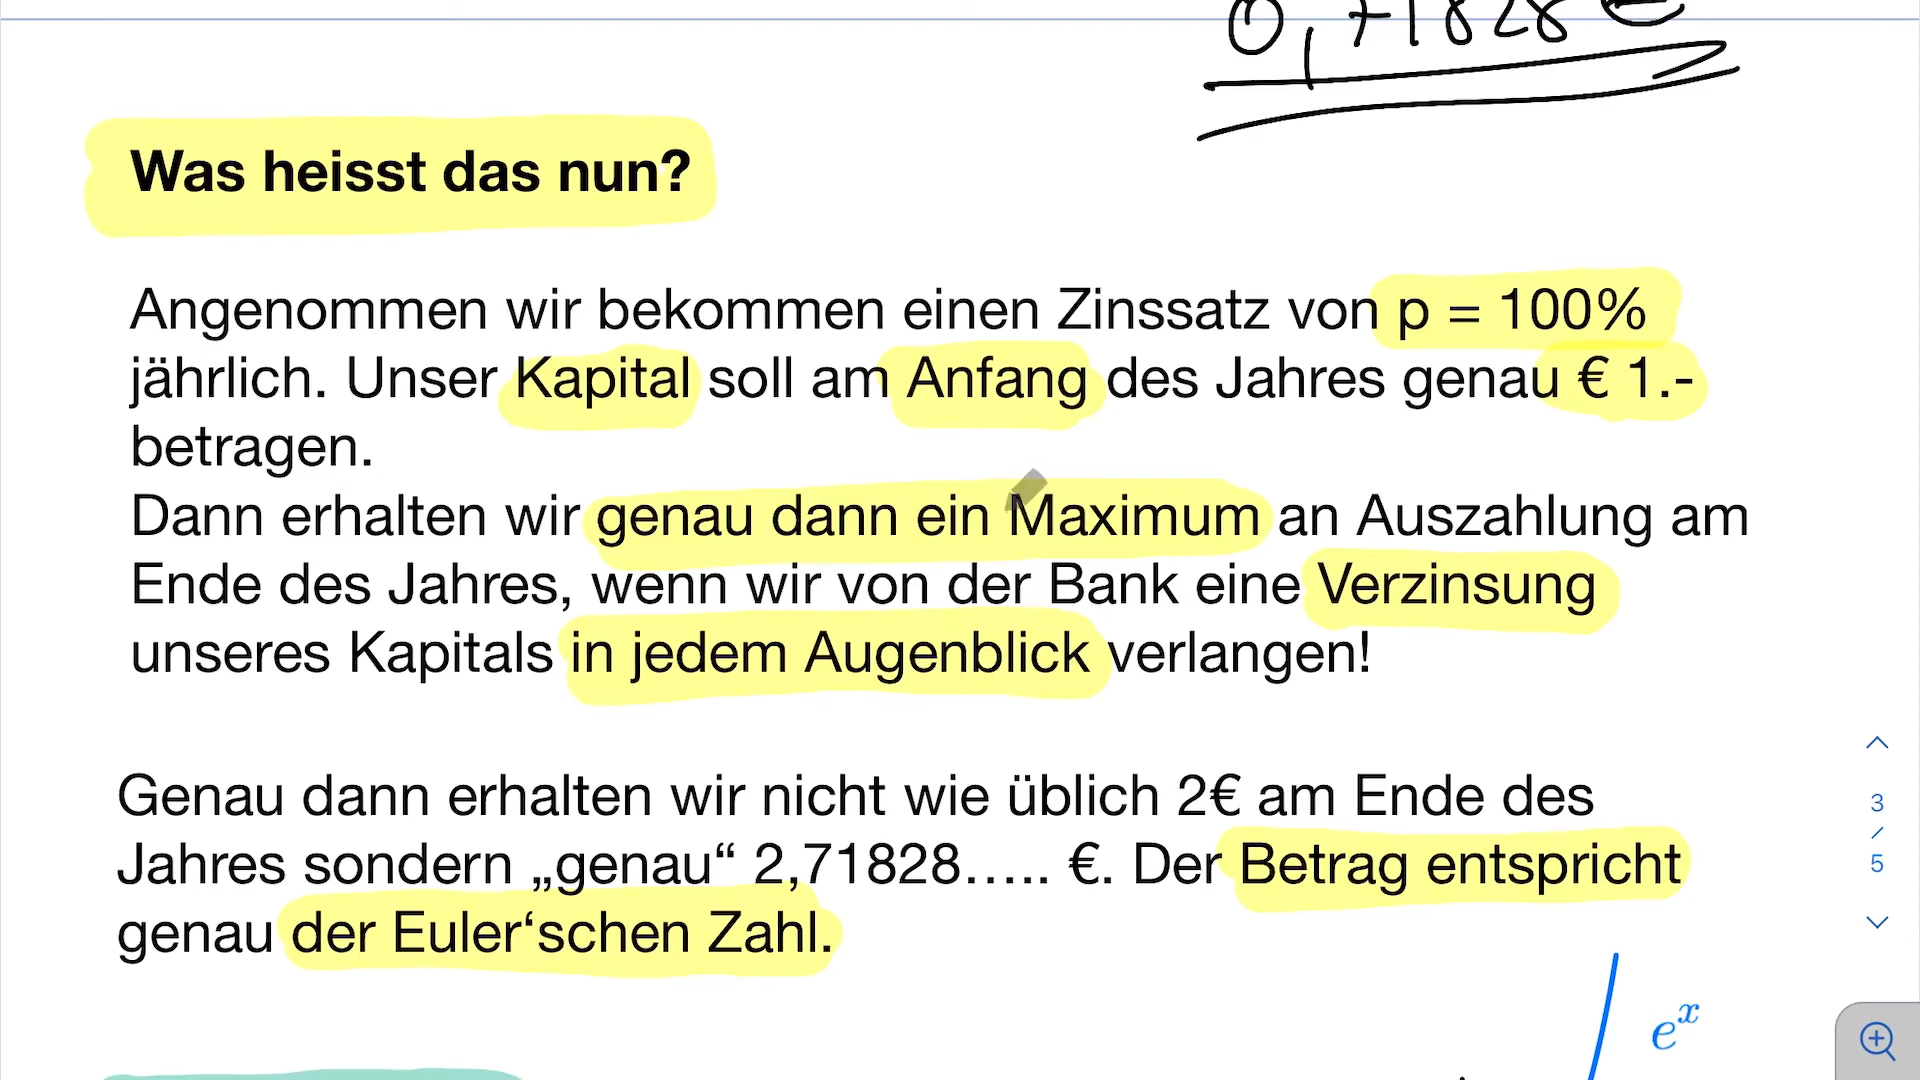 0,71828 €
Was heisst das nun?
Angenommen wir bekommen einen Zinssatz von p = 100%
jährlich. Unser Kapital soll am Anfang des Jahres genau € 1.-
betragen.
Dann erhalten wir genau dann ein Maximum an Auszahlung am
Ende des Jahres, wenn wir von der Bank eine Verzinsung
unseres Kapitals in jedem Augenblick verlangen!
Genau dann erhalten wir nicht wie üblich 2€ am Ende des
Jahres sondern „genau“ 2,71828….. €. Der Betrag entspricht
genau der Euler‘schen Zahl.
3
/
5
e^x